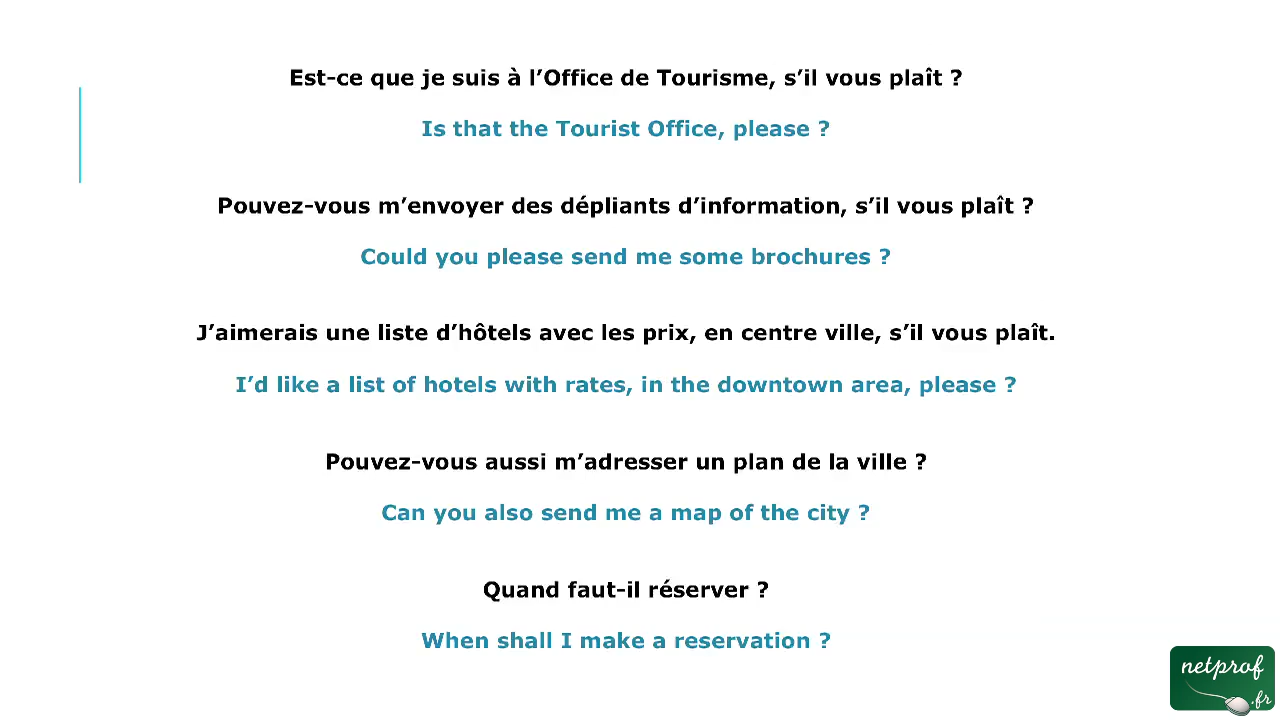 Est-ce que je suis à l’Office de Tourisme, s’il vous plaît ?
Is that the Tourist Office, please ?
Pouvez-vous m’envoyer des dépliants d’information, s’il vous plaît ?
Could you please send me some brochures ?
J’aimerais une liste d’hôtels avec les prix, en centre ville, s’il vous plaît.
I’d like a list of hotels with rates, in the downtown area, please ?
Pouvez-vous aussi m’adresser un plan de la ville ?
Can you also send me a map of the city ?
Quand faut-il réserver ?
When shall I make a reservation ?
netprof
.fr